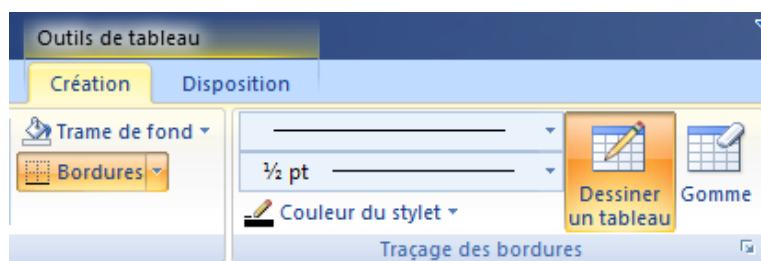 Outils de tableau
Création Disposition
Trame de fond
Bordures
½ pt
Couleur du stylet
Dessiner
un tableau
Gomme
Traçage des bordures